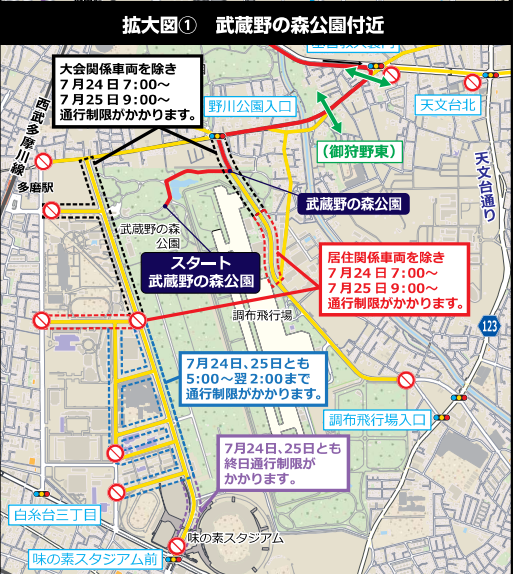 拡大図① 武蔵野の森公園付近
大会関係車両を除き
7月24日7:00～
7月25日9:00～
通行制限がかかります。
野川公園入口
天文台北
西武多摩川線
(御狩野東)
天文台通り
多磨駅
武蔵野の森公園
武蔵野の森
公園
スタート
武蔵野の森公園
居住関係車両を除き
7月24日7:00～
7月25日9:00～
通行制限がかかります。
調布飛行場
123
7月24日、25日とも
5:00～翌2:00まで
通行制限がかかります。
調布飛行場入口
7月24日、25日とも
終日通行制限が
かかります。
白糸台三丁目
味の素スタジアム
味の素スタジアム前